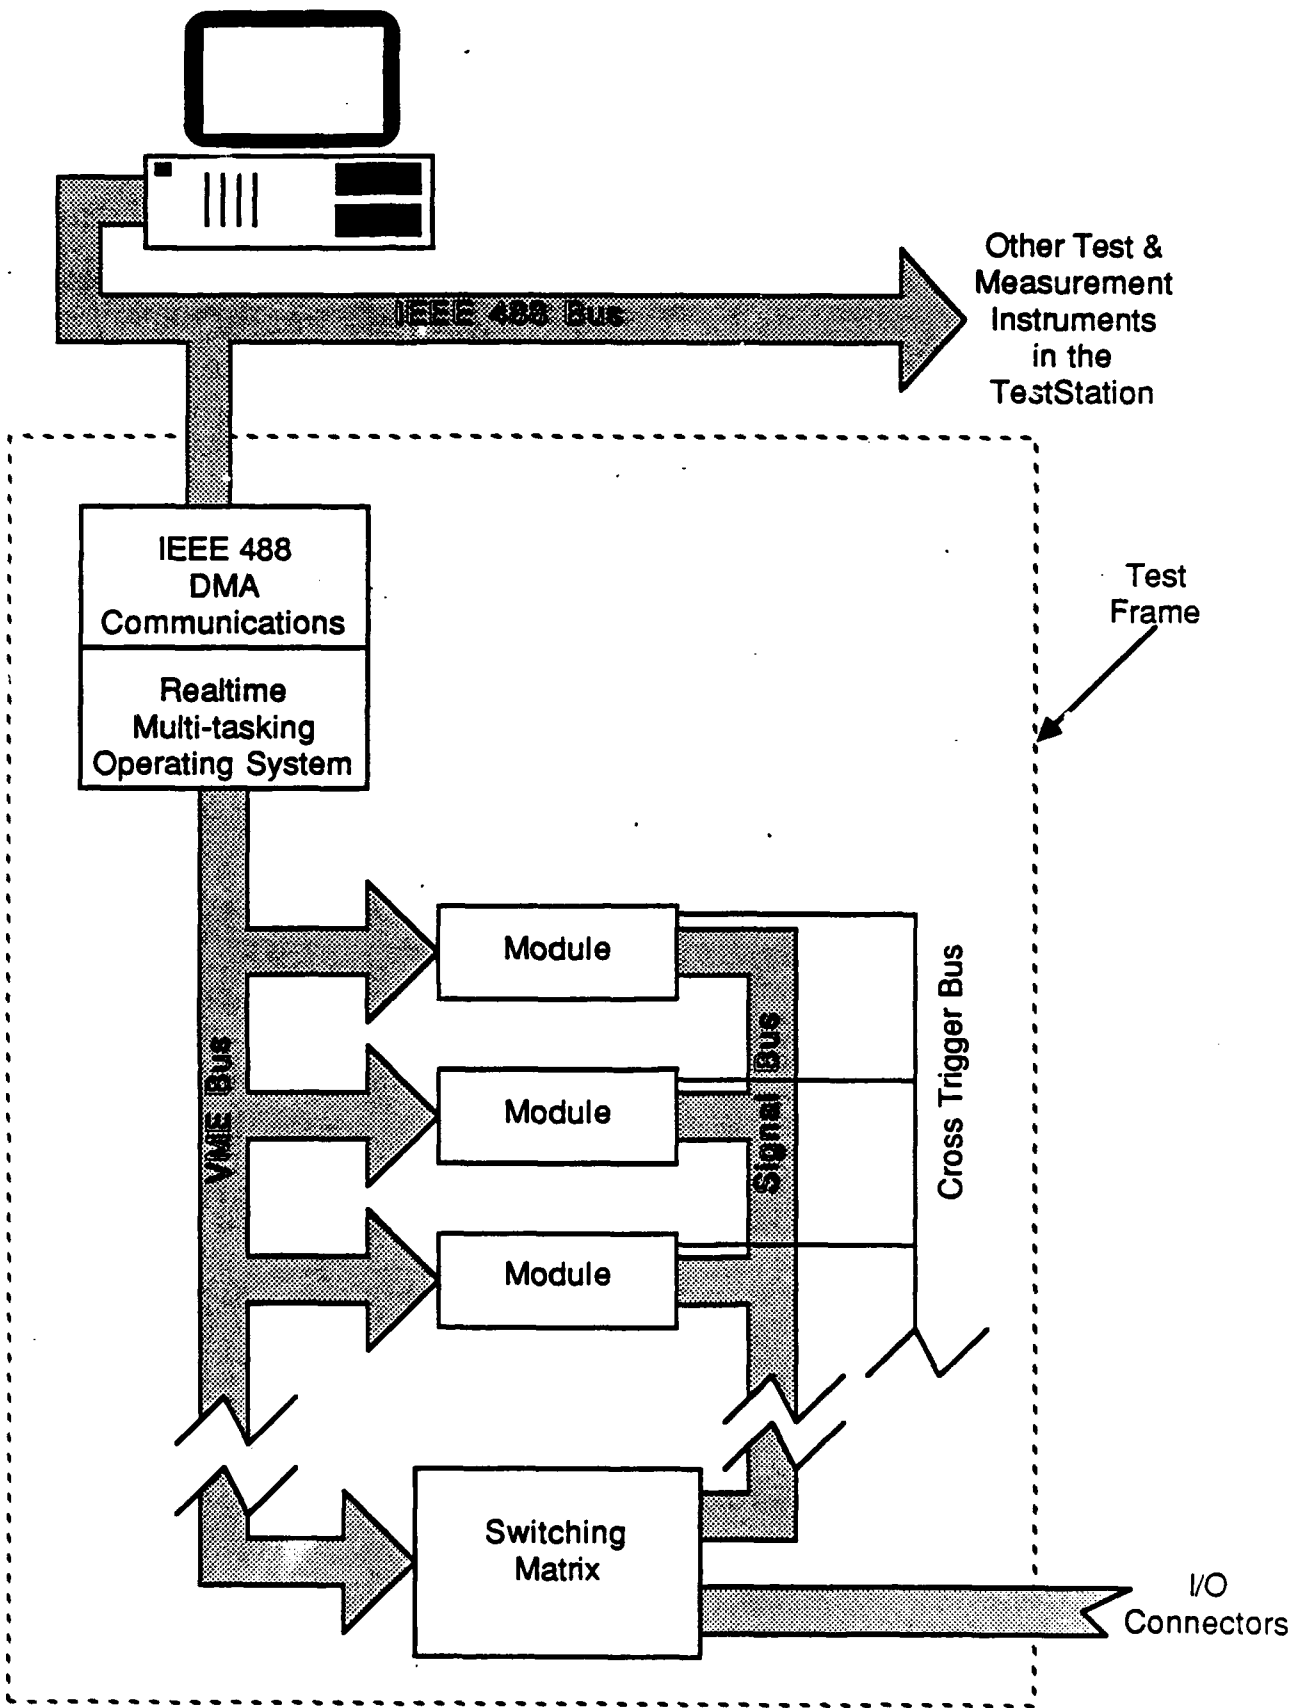 Other Test &
Measurement
Instruments
in the
TestStation
IEEE 488 Bus
IEEE 488
DMA
Communications
Realtime
Multi-tasking
Operating System
Test
Frame
Module
Module
Module
VME Bus
Signal Bus
Cross Trigger Bus
Switching
Matrix
I/O
Connectors